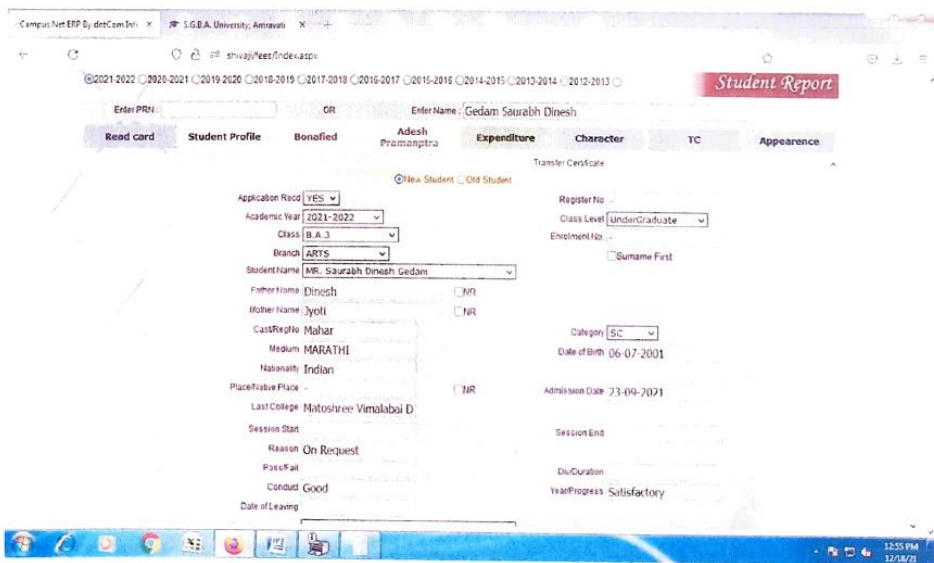 Campus Net ERP By dotCom Info × S.G.B.A. University, Amravati ×
shivaji/fees/Index.aspx
2021-2022 2020-2021 2019-2020 2018-2019 2017-2018 2016-2017 2015-2016 2014-2015 2013-2014 2012-2013
Student Report
Enter PRN: OR Enter Name: Gedam Saurabh Dinesh
Read card Student Profile Bonafied Adesh Pramanptra Expenditure Character TC Appearence
Transfer Certificate
New Student Old Student
Application Recd YES Register No -
Academic Year 2021-2022 Class Level UnderGraduate
Class B.A.3 Enrolment No. -
Branch ARTS Surname First
Student Name MR. Saurabh Dinesh Gedam
Father Name Dinesh NR
Mother Name Jyoti NR
Cast/RegNo Mahar Category SC
Medium MARATHI Date of Birth 06-07-2001
Nationality Indian
Place/Native Place - NR Admission Date 23-09-2021
Last College Matoshree Vimalabai D
Session Start Session End
Reason On Request
Pass/Fail Div/Duration
Conduct Good Year/Progress Satisfactory
Date of Leaving
12:55 PM
12/18/21